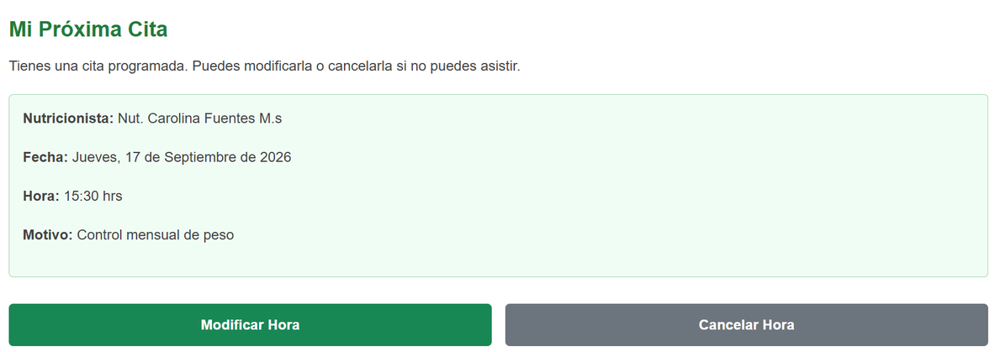 Mi Próxima Cita
Tienes una cita programada. Puedes modificarla o cancelarla si no puedes asistir.
Nutricionista: Nut. Carolina Fuentes M.s
Fecha: Jueves, 17 de Septiembre de 2026
Hora: 15:30 hrs
Motivo: Control mensual de peso
Modificar Hora
Cancelar Hora